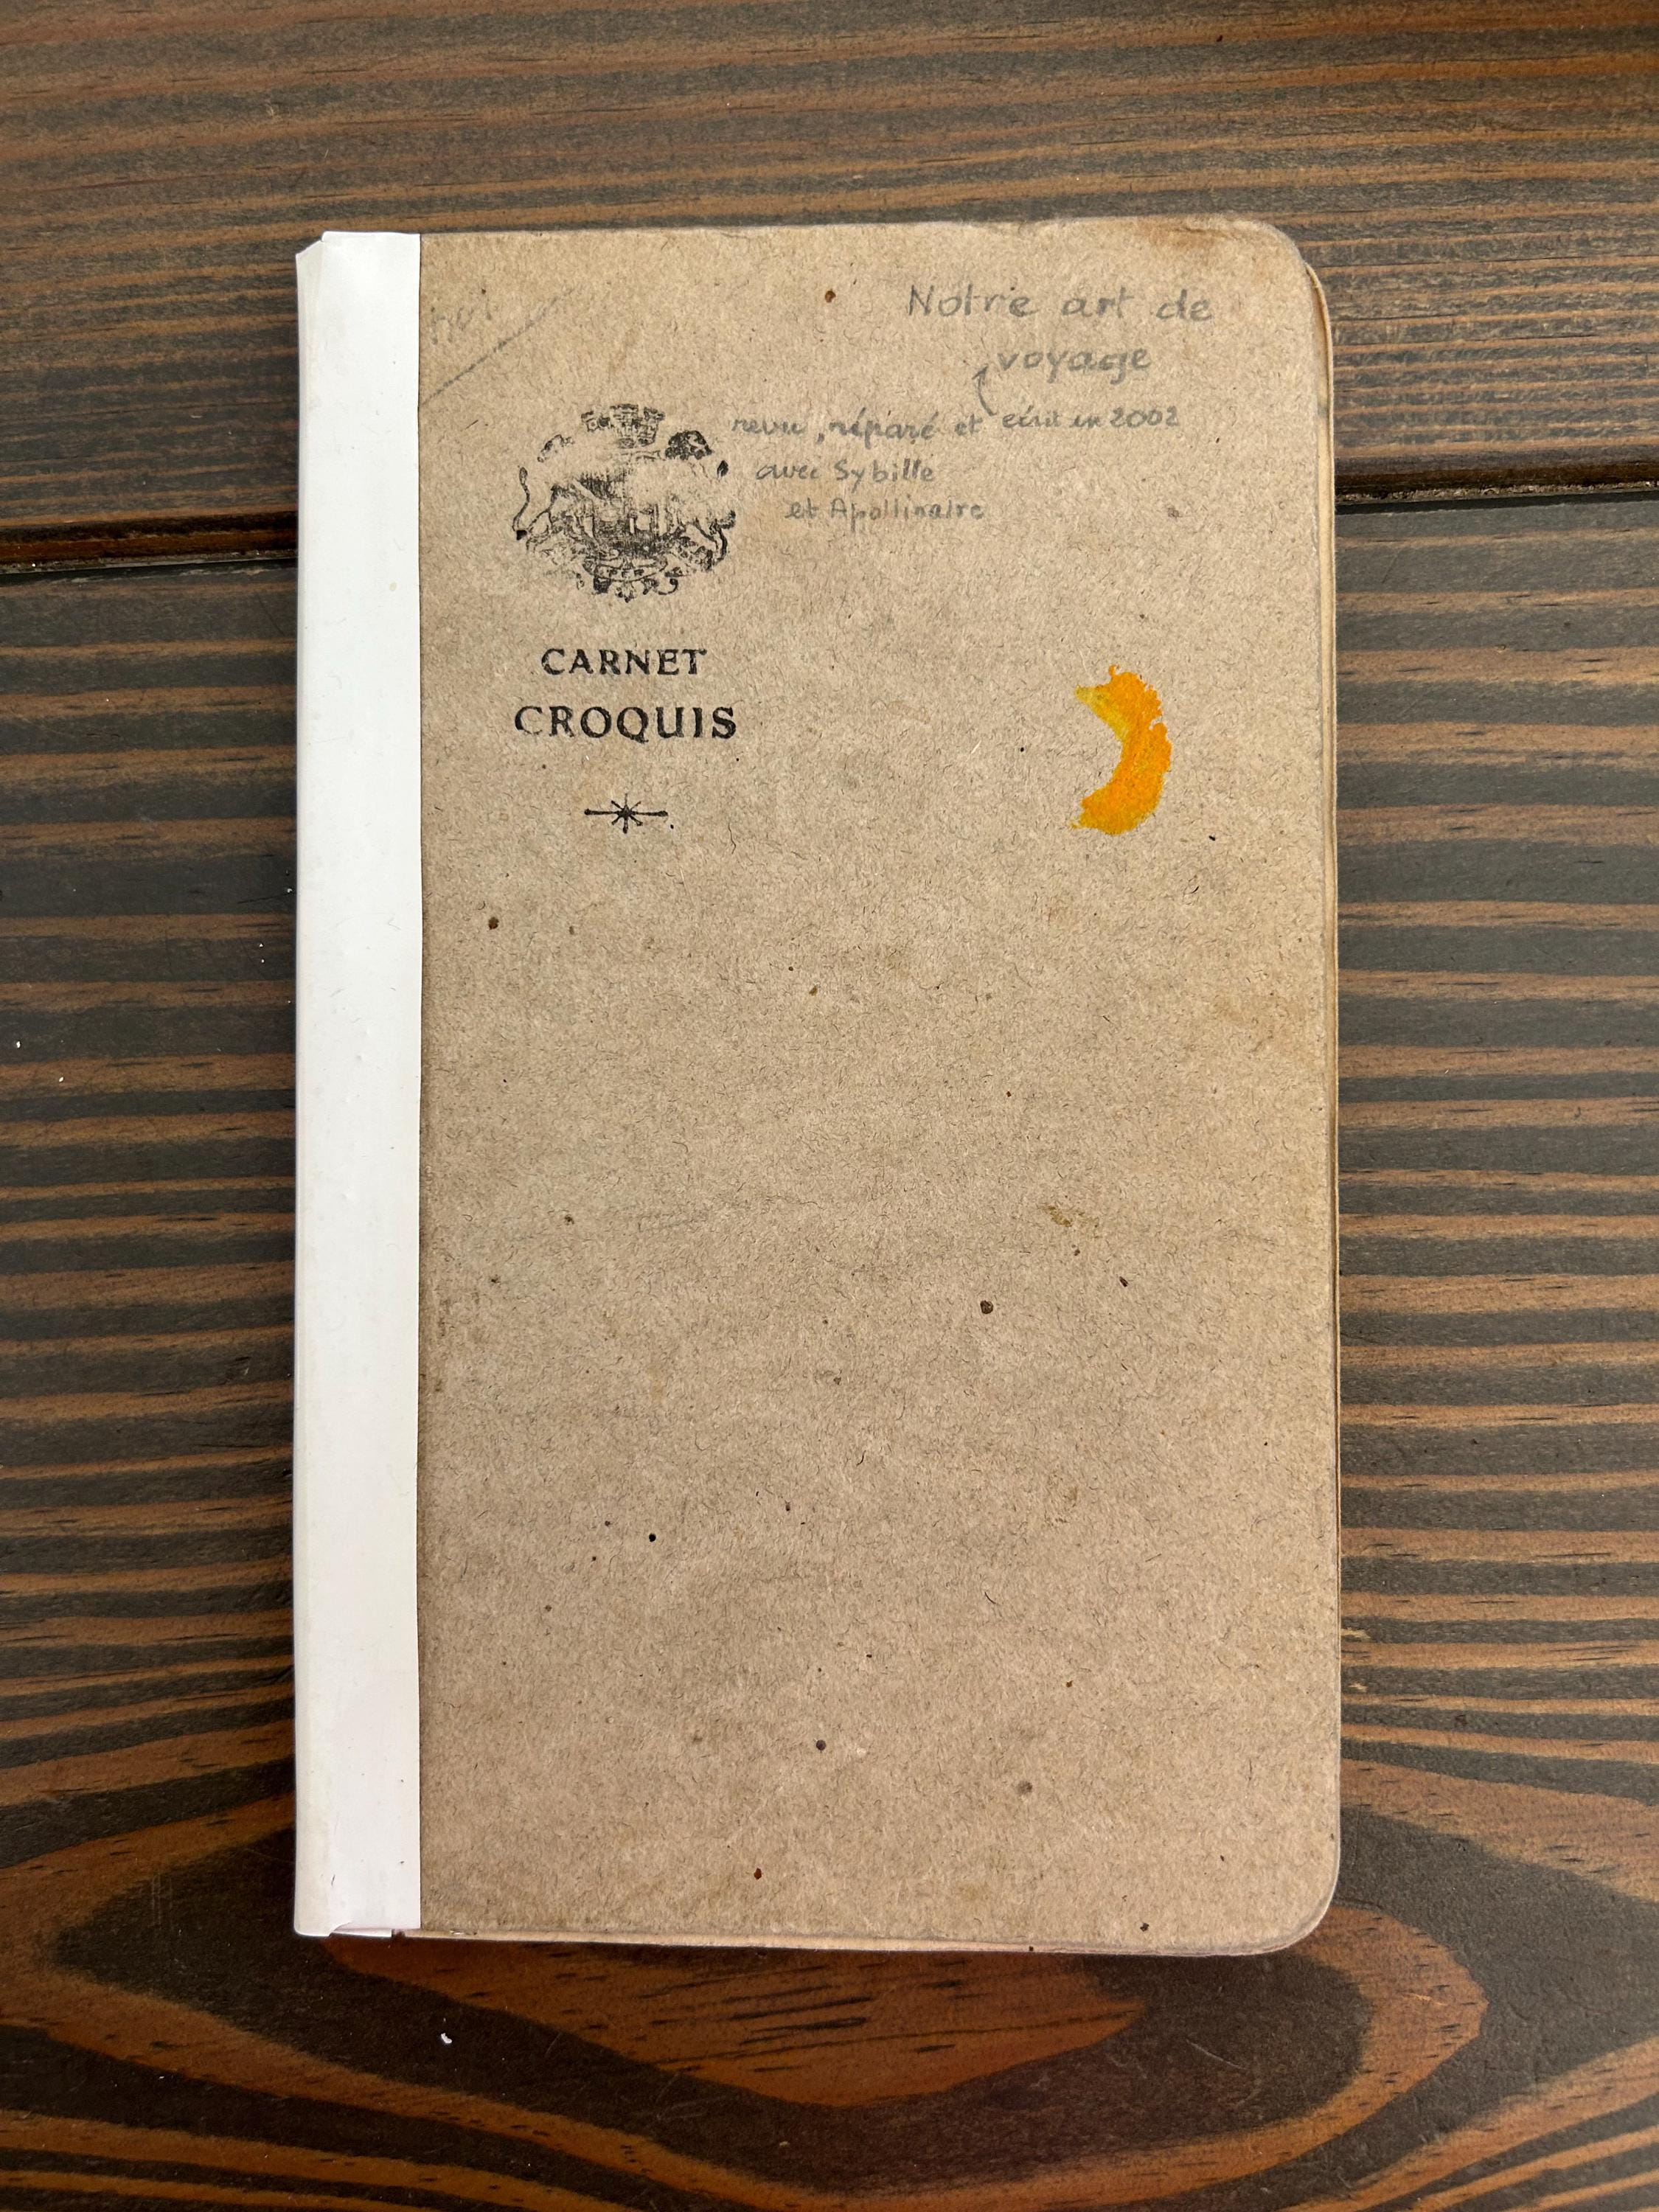 Notre art de
voyage
revu, réparé et écrit en 2002
avec Sybille
et Apollinaire
CARNET
CROQUIS